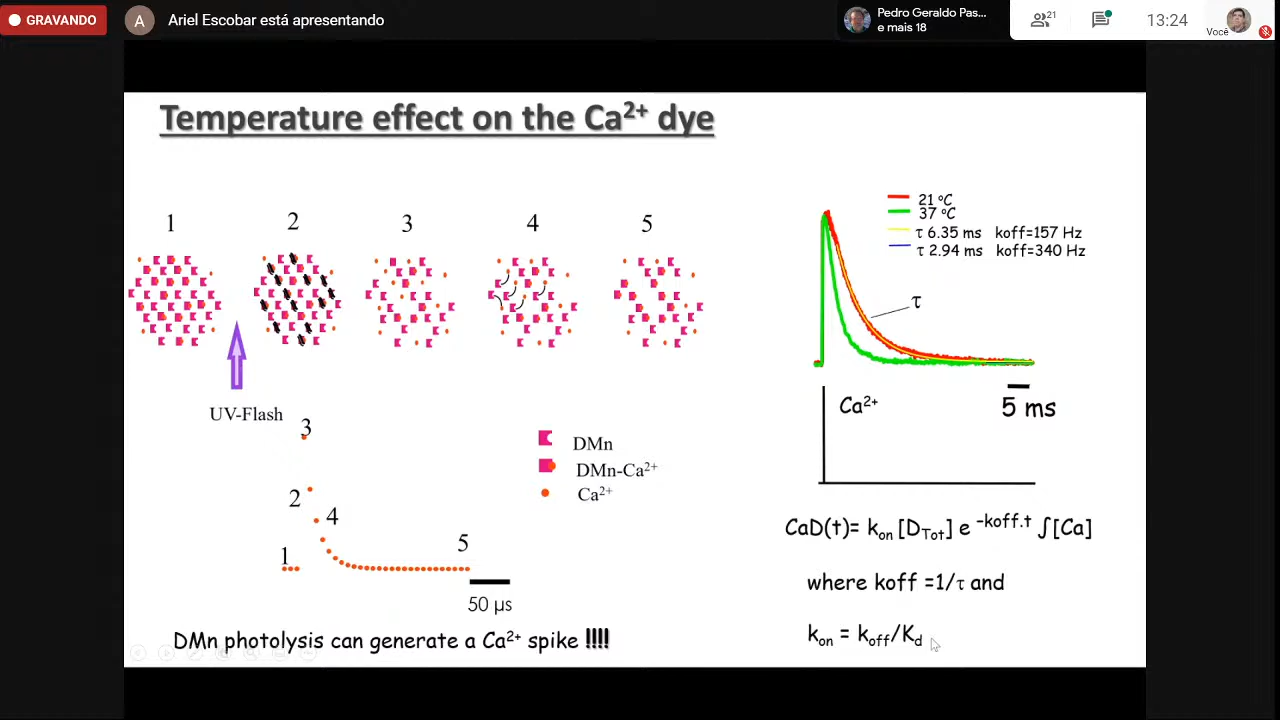 GRAVANDO
A
Ariel Escobar está apresentando
Pedro Geraldo Pas...
e mais 18
21
13:24
Você
Temperature effect on the Ca²⁺ dye
1
2
3
4
5
UV-Flash
3
2
4
1
5
50 µs
DMn
DMn-Ca²⁺
Ca²⁺
DMn photolysis can generate a Ca²⁺ spike !!!!
21 ºC
37 ºC
τ 6.35 ms koff=157 Hz
τ 2.94 ms koff=340 Hz
τ
Ca²⁺
5 ms
CaD(t)= kon [DTot] e –koff.t ∫[Ca]
where koff =1/τ and
kon = koff/Kd